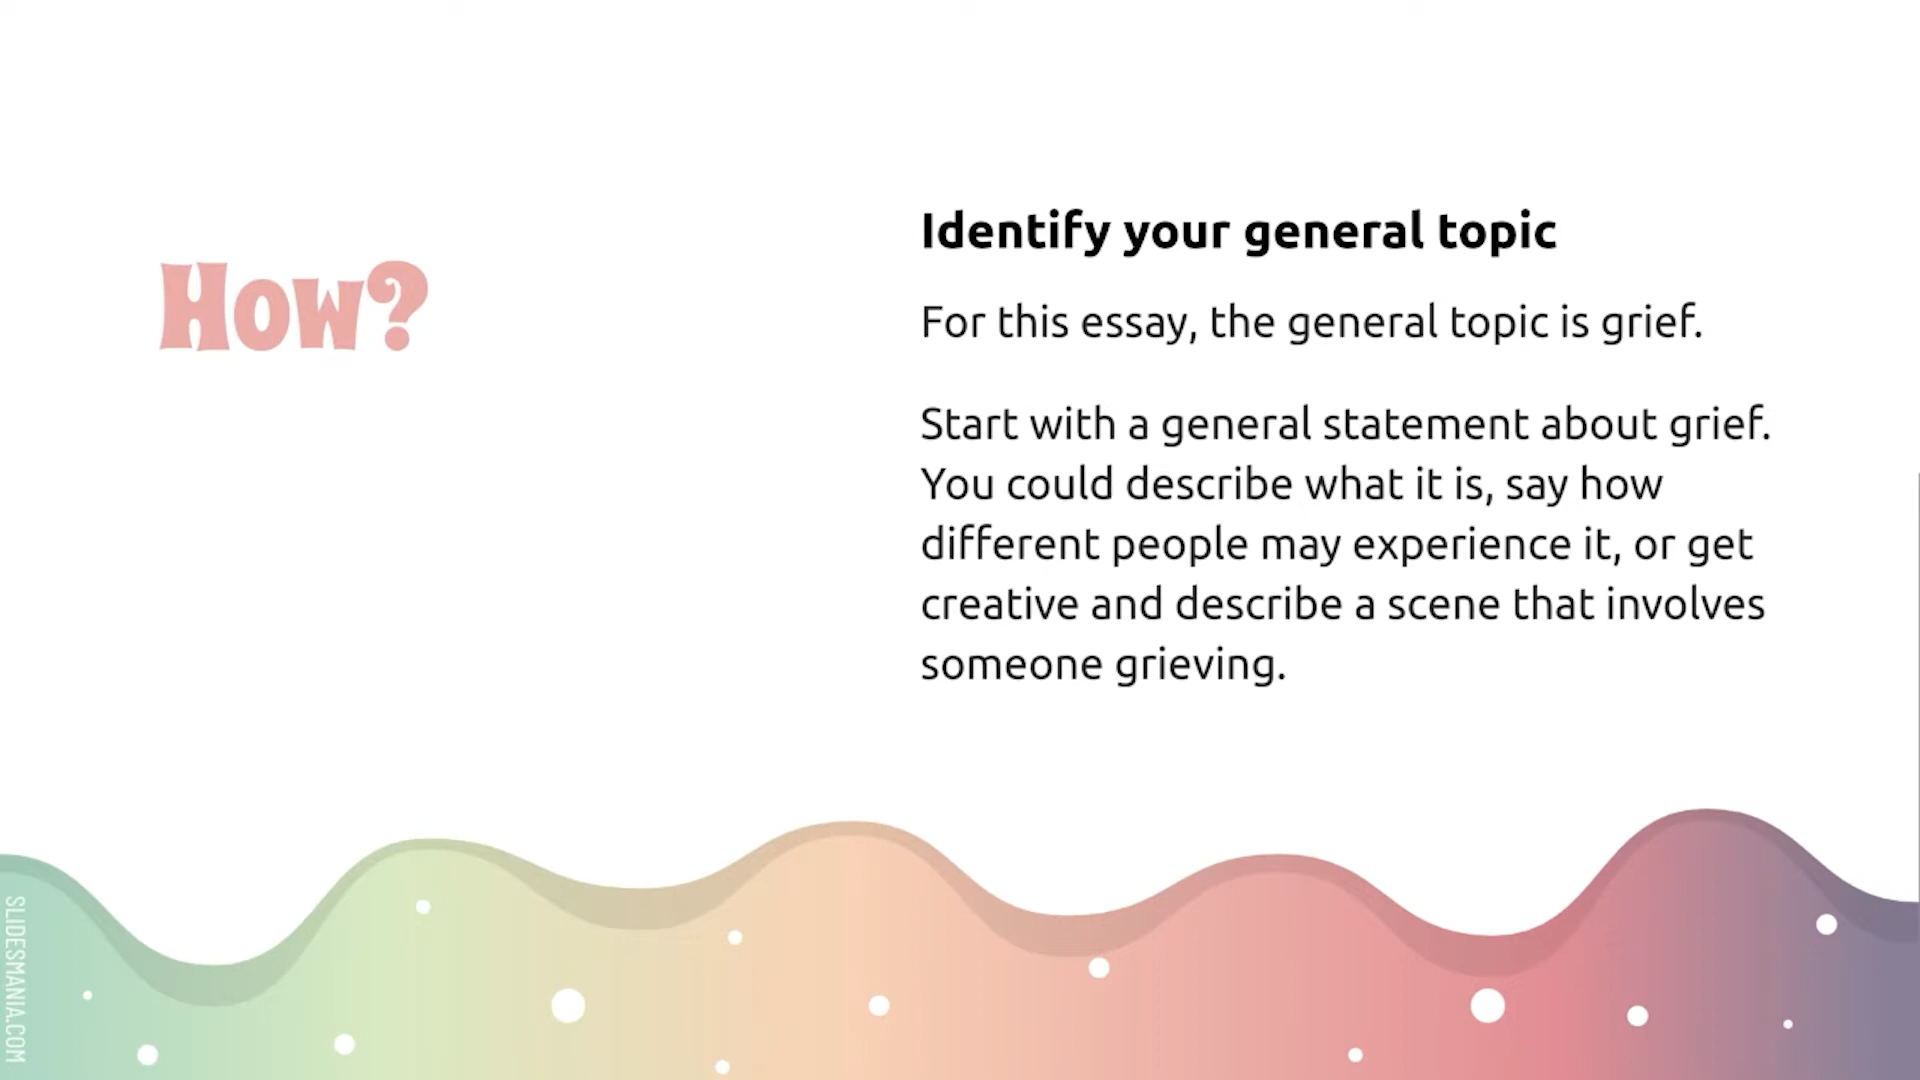 How?
Identify your general topic
For this essay, the general topic is grief.
Start with a general statement about grief.
You could describe what it is, say how
different people may experience it, or get
creative and describe a scene that involves
someone grieving.
SLIDESMANIA.COM